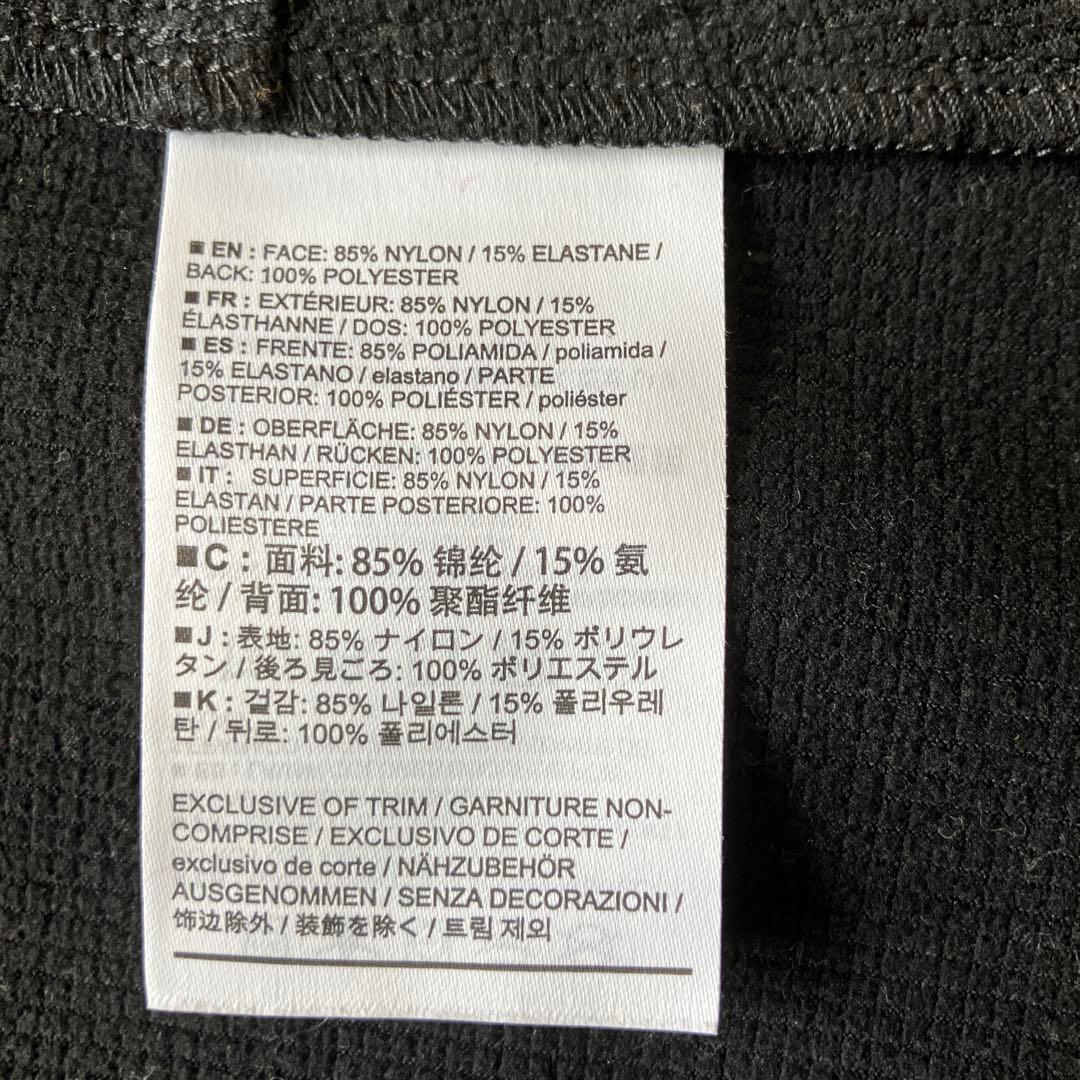 ■ EN : FACE: 85% NYLON / 15% ELASTANE /
BACK: 100% POLYESTER
■ FR : EXTÉRIEUR: 85% NYLON / 15%
ÉLASTHANNE / DOS: 100% POLYESTER
■ ES : FRENTE: 85% POLIAMIDA / poliamida /
15% ELASTANO / elastano / PARTE
POSTERIOR: 100% POLIÉSTER / poliéster
■ DE : OBERFLÄCHE: 85% NYLON / 15%
ELASTHAN / RÜCKEN: 100% POLYESTER
■ IT : SUPERFICIE: 85% NYLON / 15%
ELASTAN / PARTE POSTERIORE: 100%
POLIESTERE
■ C : 面料: 85% 锦纶 / 15% 氨
纶 / 背面: 100% 聚酯纤维
■ J : 表地: 85% ナイロン / 15% ポリウレ
タン / 後ろ見ごろ: 100% ポリエステル
■ K : 겉감: 85% 나일론 / 15% 폴리우레
탄 / 뒤로: 100% 폴리에스터
EXCLUSIVE OF TRIM / GARNITURE NON-
COMPRISE / EXCLUSIVO DE CORTE /
exclusivo de corte / NÄHZUBEHÖR
AUSGENOMMEN / SENZA DECORAZIONI /
饰边除外 / 装飾を除く / 트림 제외